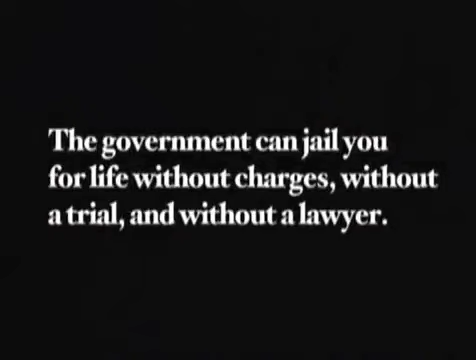 The government can jail you
for life without charges, without
a trial, and without a lawyer.